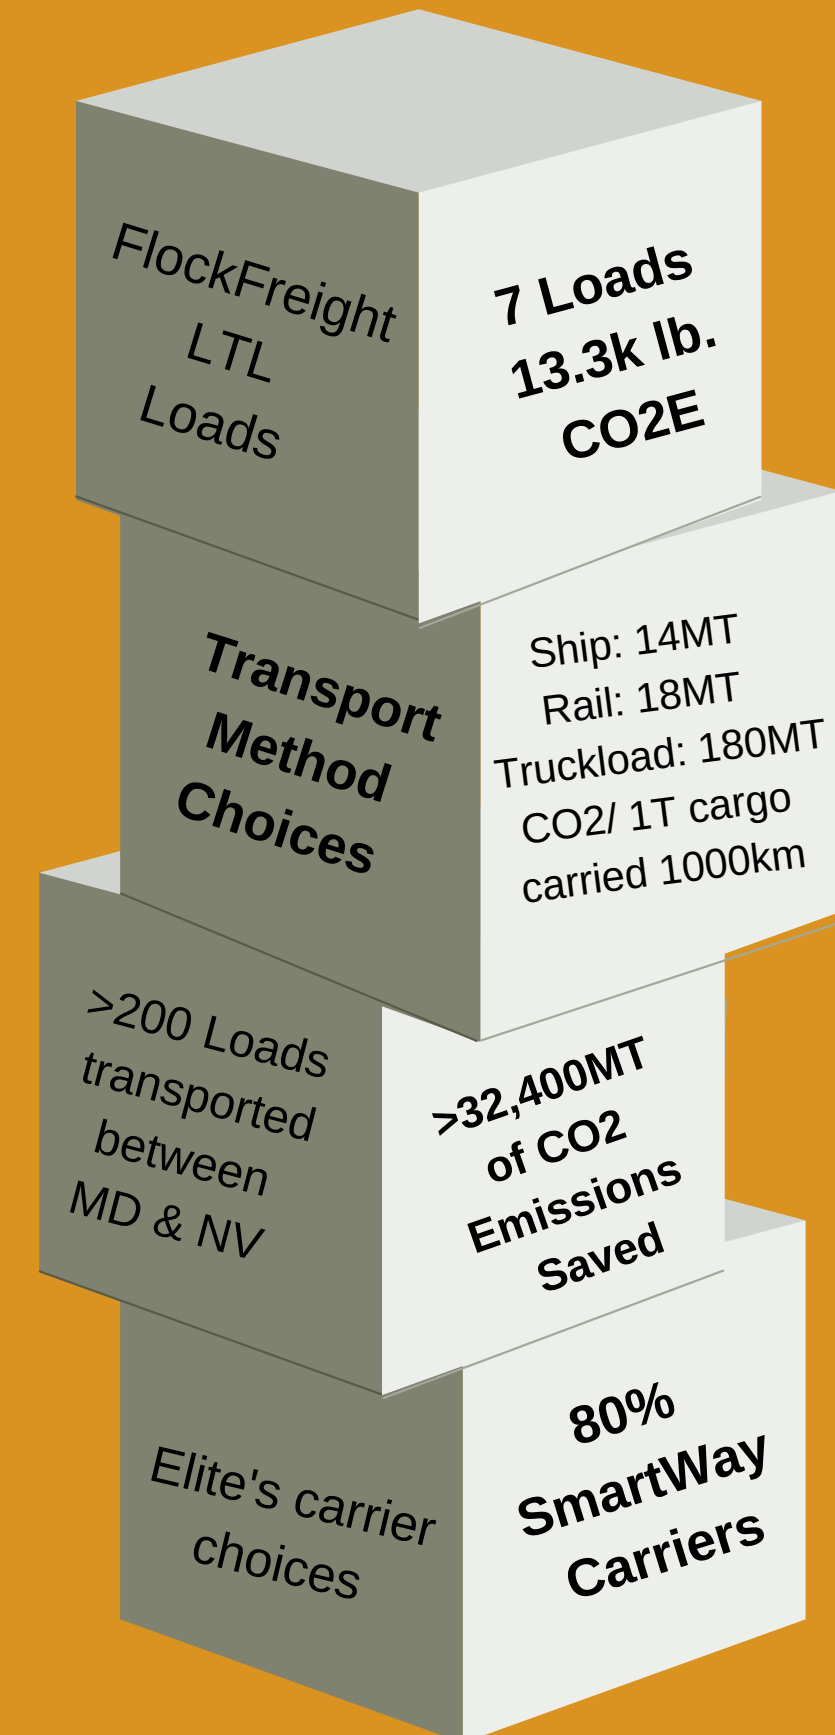 FlockFreight
LTL
Loads
7 Loads
13.3k lb.
CO2E
Transport
Method
Choices
Ship: 14MT
Rail: 18MT
Truckload: 180MT
CO2/ 1T cargo
carried 1000km
>200 Loads
transported
between
MD & NV
>32,400MT
of CO2
Emissions
Saved
Elite's carrier
choices
80%
SmartWay
Carriers